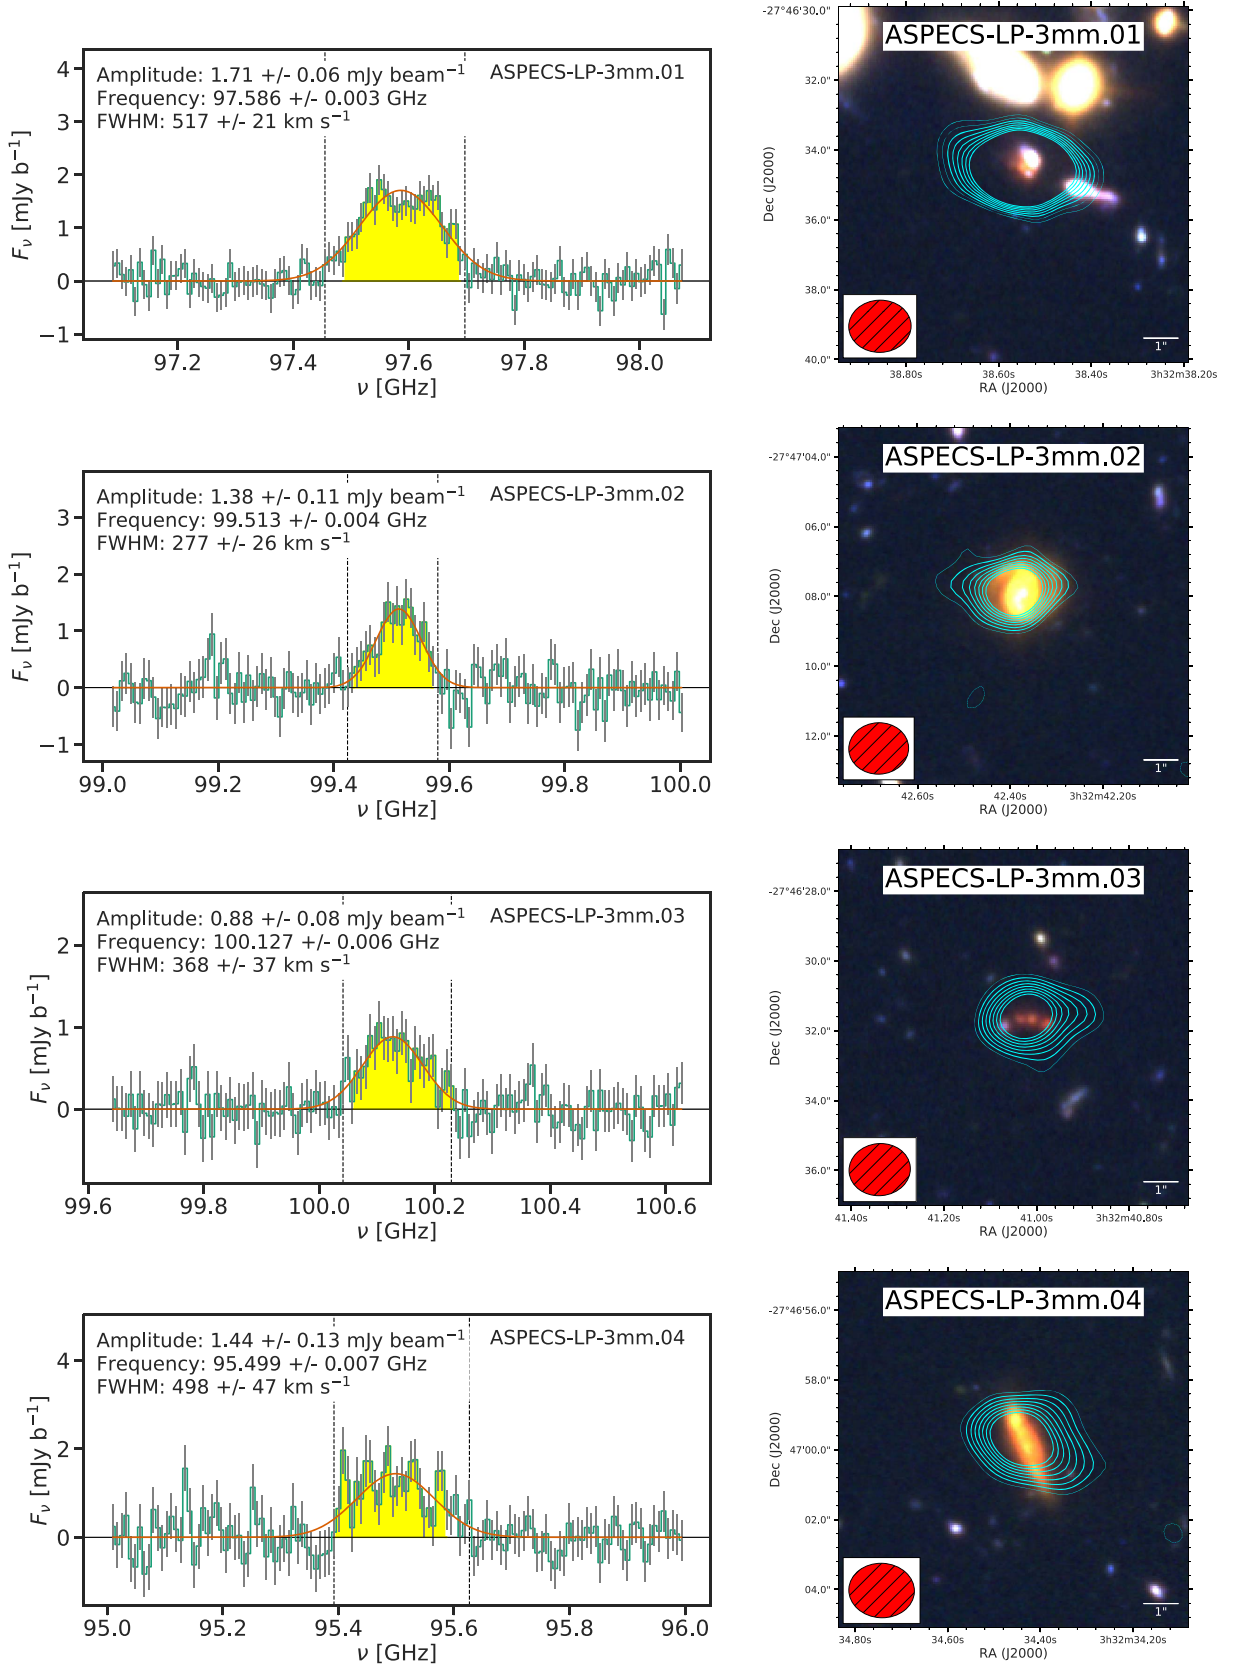 Amplitude: 1.71 +/- 0.06 mJy beam⁻¹ ASPECS-LP-3mm.01
Frequency: 97.586 +/- 0.003 GHz
FWHM: 517 +/- 21 km s⁻¹
4
3
2
1
0
−1
Fν [mJy b⁻¹]
97.2 97.4 97.6 97.8 98.0
ν [GHz]
ASPECS-LP-3mm.01
-27°46'30.0"
32.0"
34.0"
36.0"
38.0"
40.0"
Dec (J2000)
1"
38.80s 38.60s 38.40s 3h32m38.20s
RA (J2000)
Amplitude: 1.38 +/- 0.11 mJy beam⁻¹ ASPECS-LP-3mm.02
Frequency: 99.513 +/- 0.004 GHz
FWHM: 277 +/- 26 km s⁻¹
3
2
1
0
−1
Fν [mJy b⁻¹]
99.0 99.2 99.4 99.6 99.8 100.0
ν [GHz]
ASPECS-LP-3mm.02
-27°47'04.0"
06.0"
08.0"
10.0"
12.0"
Dec (J2000)
1"
42.60s 42.40s 3h32m42.20s
RA (J2000)
Amplitude: 0.88 +/- 0.08 mJy beam⁻¹ ASPECS-LP-3mm.03
Frequency: 100.127 +/- 0.006 GHz
FWHM: 368 +/- 37 km s⁻¹
2
1
0
Fν [mJy b⁻¹]
99.6 99.8 100.0 100.2 100.4 100.6
ν [GHz]
ASPECS-LP-3mm.03
-27°46'28.0"
30.0"
32.0"
34.0"
36.0"
Dec (J2000)
1"
41.40s 41.20s 41.00s 3h32m40.80s
RA (J2000)
Amplitude: 1.44 +/- 0.13 mJy beam⁻¹ ASPECS-LP-3mm.04
Frequency: 95.499 +/- 0.007 GHz
FWHM: 498 +/- 47 km s⁻¹
4
2
0
Fν [mJy b⁻¹]
95.0 95.2 95.4 95.6 95.8 96.0
ν [GHz]
ASPECS-LP-3mm.04
-27°46'56.0"
58.0"
47'00.0"
02.0"
04.0"
Dec (J2000)
1"
34.80s 34.60s 34.40s 3h32m34.20s
RA (J2000)